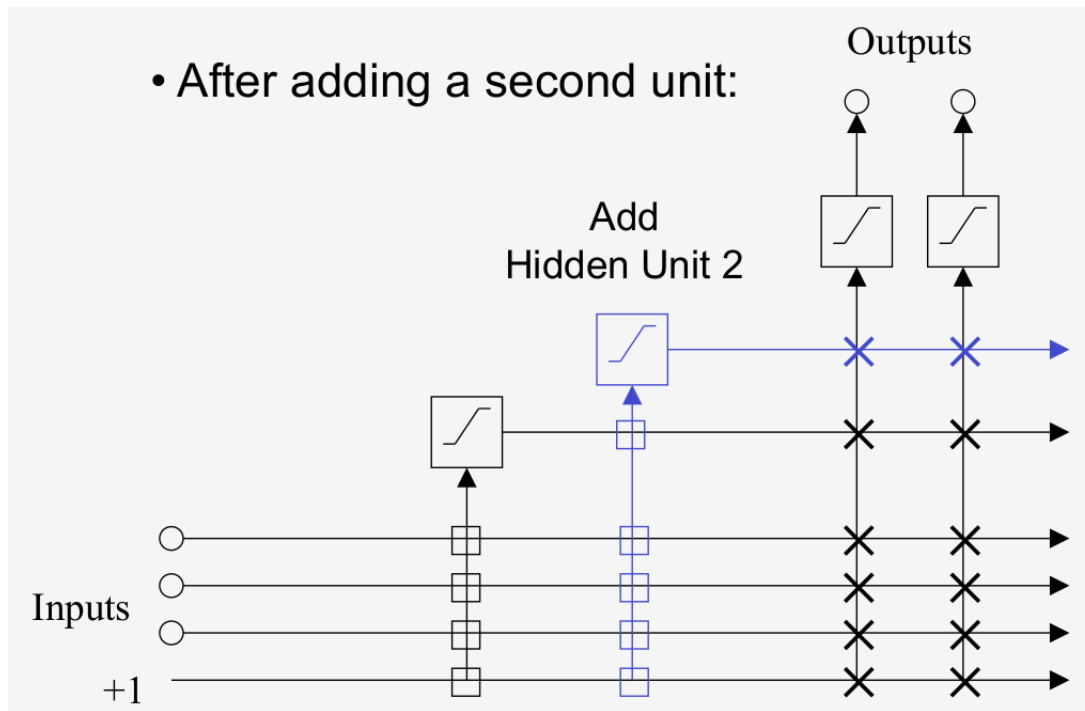 • After adding a second unit:
Outputs
Add
Hidden Unit 2
Inputs
+1